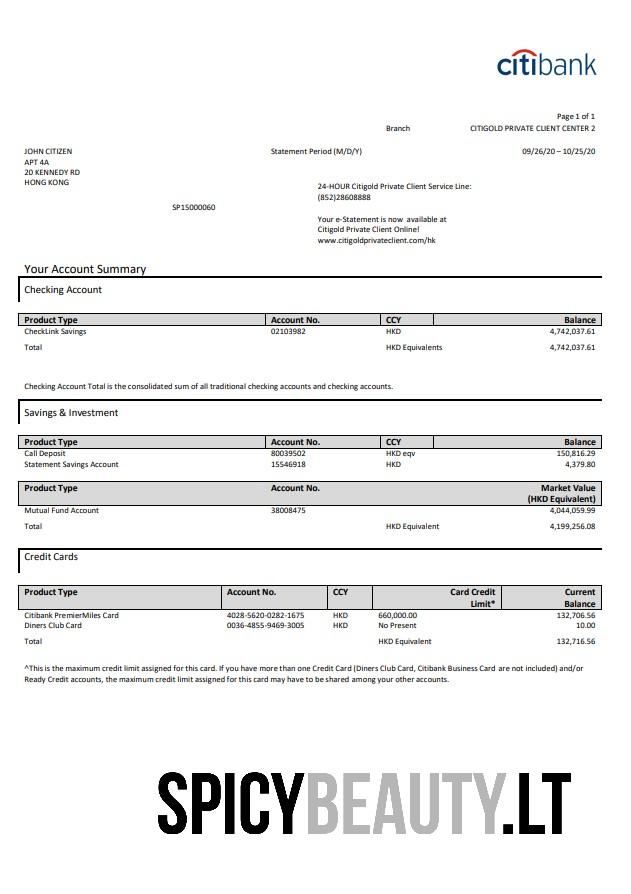 citibank
Page 1 of 1
Branch CITIGOLD PRIVATE CLIENT CENTER 2
JOHN CITIZEN Statement Period (M/D/Y) 09/26/20 – 10/25/20
APT 4A
20 KENNEDY RD
HONG KONG
24-HOUR Citigold Private Client Service Line:
(852)28608888
SP15000060
Your e-Statement is now available at
Citigold Private Client Online!
www.citigoldprivateclient.com/hk
Your Account Summary
Checking Account
Product Type Account No. CCY Balance
CheckLink Savings 02103982 HKD 4,742,037.61
Total HKD Equivalents 4,742,037.61
Checking Account Total is the consolidated sum of all traditional checking accounts and checking accounts.
Savings & Investment
Product Type Account No. CCY Balance
Call Deposit 80039502 HKD eqv 150,816.29
Statement Savings Account 15546918 HKD 4,379.80
Product Type Account No. Market Value
(HKD Equivalent)
Mutual Fund Account 38008475 4,044,059.99
Total HKD Equivalent 4,199,256.08
Credit Cards
Product Type Account No. CCY Card Credit Current
Limit* Balance
Citibank PremierMiles Card 4028-5620-0282-1675 HKD 660,000.00 132,706.56
Diners Club Card 0036-4855-9469-3005 HKD No Present 10.00
Total HKD Equivalent 132,716.56
^This is the maximum credit limit assigned for this card. If you have more than one Credit Card (Diners Club Card, Citibank Business Card are not included) and/or
Ready Credit accounts, the maximum credit limit assigned for this card may have to be shared among your other accounts.
SPICYBEAUTY.LT